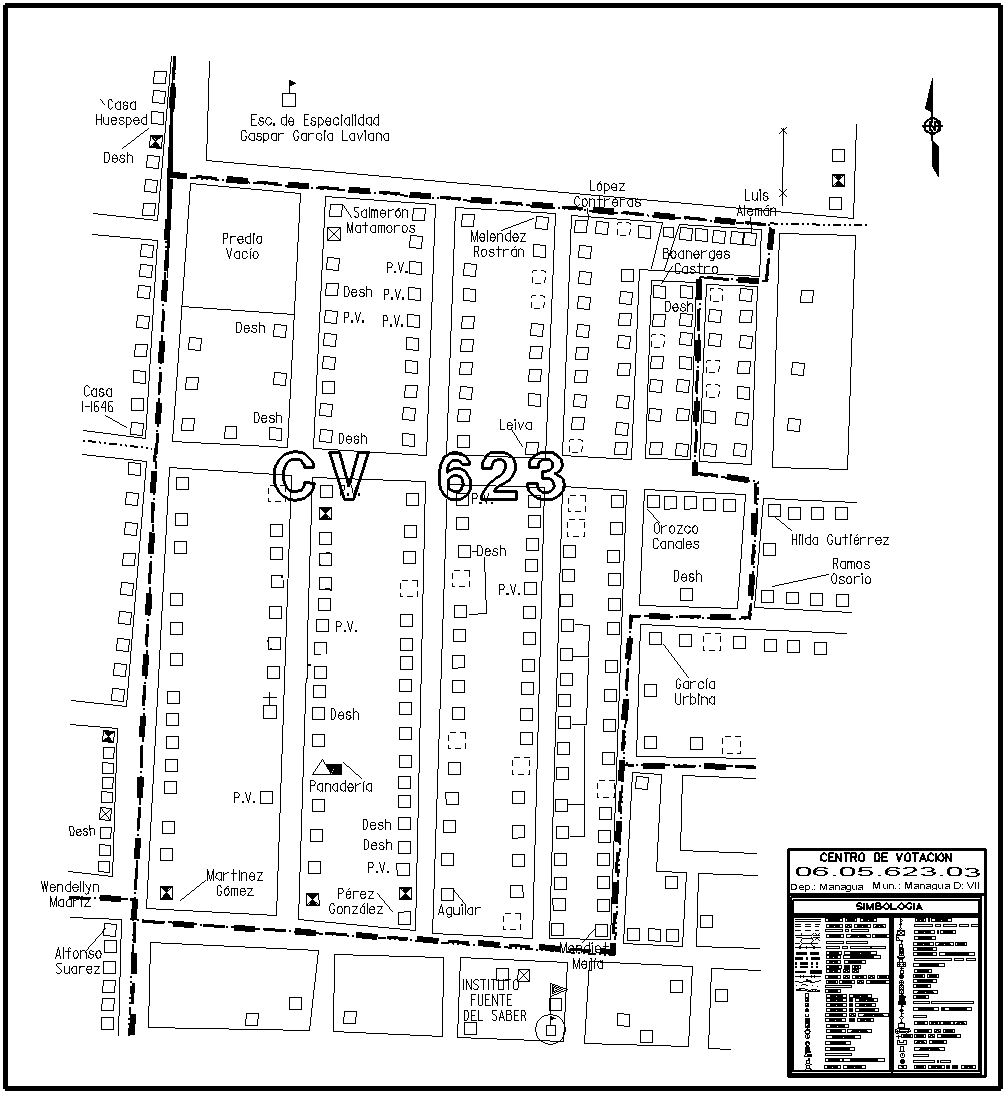 Casa
Huesped
Desh
Esc. de Especialidad
Gaspar García Laviana
López
Contreras
Luis
Alemán
Salmerón
Matamoros
Melendez
Rostrán
Boanerges
Castro
Predio
Vacío
P.V.
Desh
P.V.
Desh
P.V.
P.V.
Desh
Casa
I-1646
Desh
Desh
Leiva
CV 623
P.V.
P.V.
Orozco
Canales
Hilda Gutiérrez
Desh
Ramos
Osorio
Desh
P.V.
P.V.
García
Urbina
Desh
Panadería
P.V.
Desh
Desh
Desh
P.V.
Martinez
Gómez
Wendellyn
Madriz
Pérez
González
Aguilar
Alfonso
Suarez
Mendieta
Mejía
INSTITUTO
FUENTE
DEL SABER
CENTRO DE VOTACION
06.05.623.03
Dep.: Managua Mun.: Managua D: VII
SIMBOLOGIA